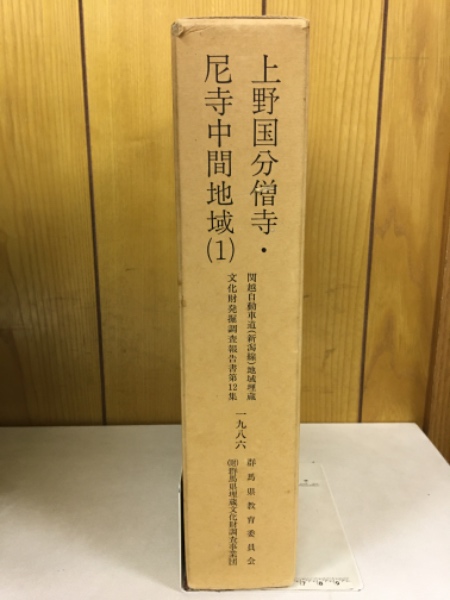 上野国分僧寺・
尼寺中間地域(1)
関越自動車道(新潟線)地域埋蔵
文化財発掘調査報告書第12集
一九八六
群馬県教育委員会
(財)群馬県埋蔵文化財調査事業団